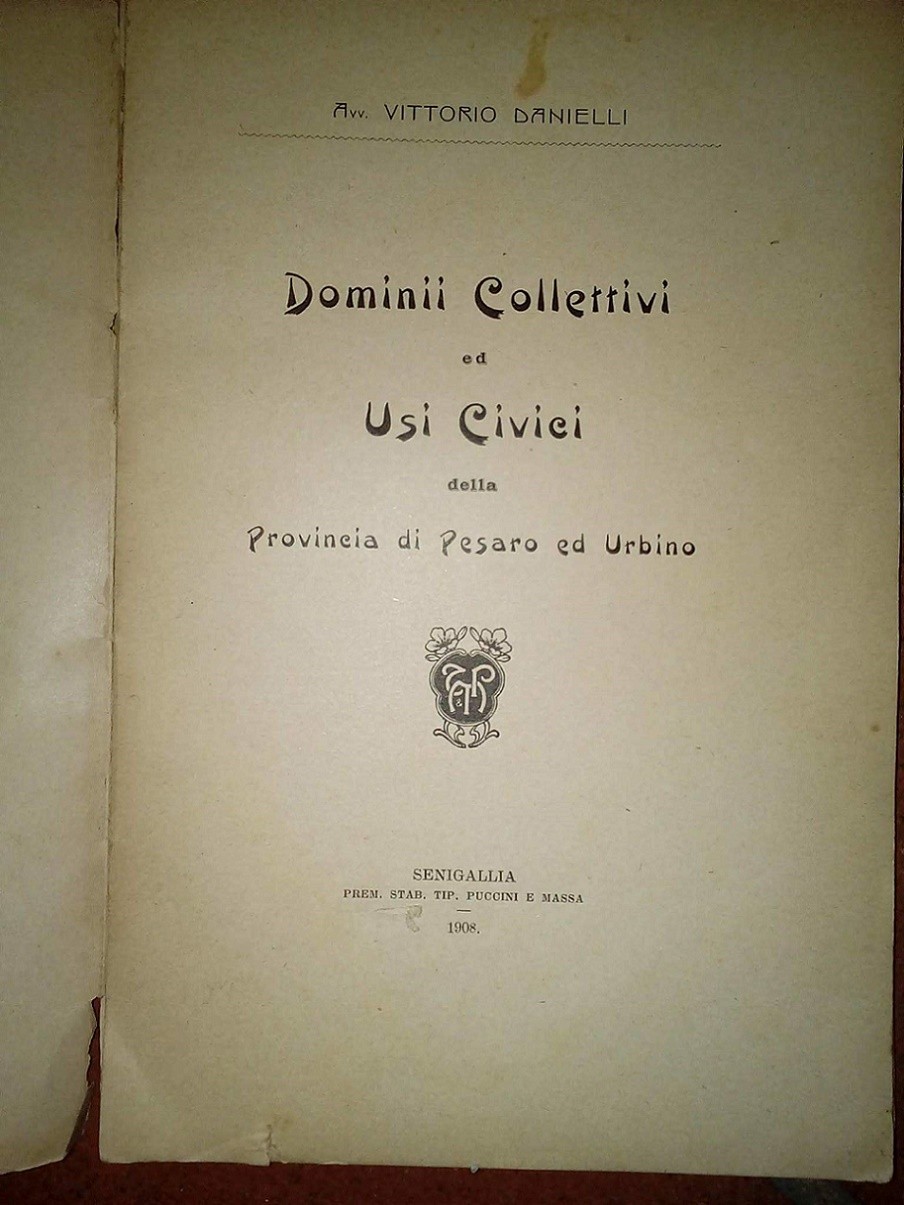 Avv. VITTORIO DANIELLI
Dominii Collettivi
ed
Usi Civici
della
Provincia di Pesaro ed Urbino
SENIGALLIA
PREM. STAB. TIP. PUCCINI E MASSA
1908.